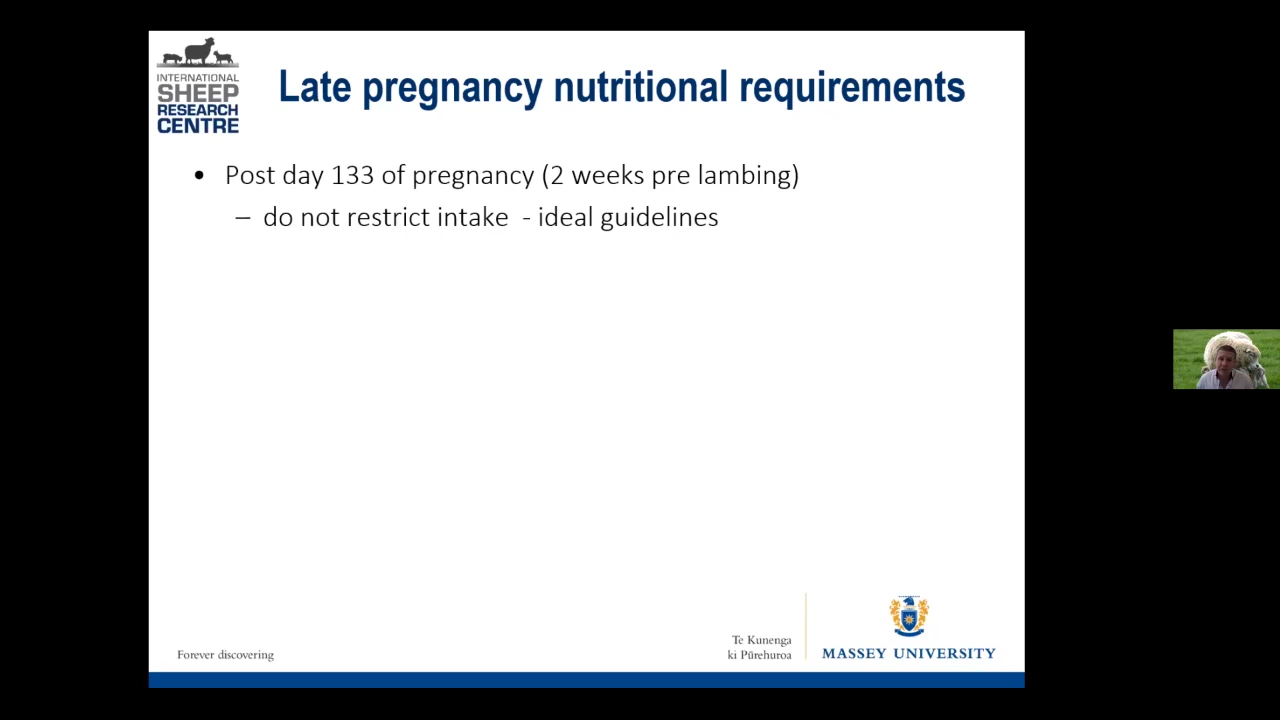 INTERNATIONAL
SHEEP
RESEARCH
CENTRE
Late pregnancy nutritional requirements
• Post day 133 of pregnancy (2 weeks pre lambing)
– do not restrict intake - ideal guidelines
Forever discovering
Te Kunenga
ki Pūrehuroa
MASSEY UNIVERSITY